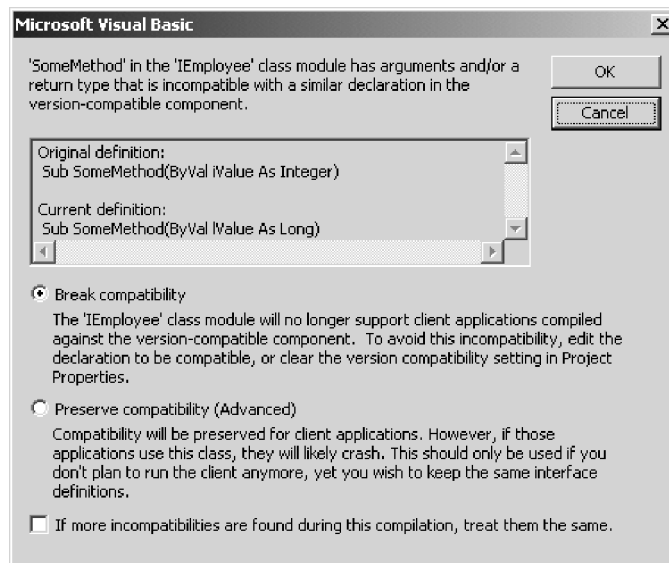 Microsoft Visual Basic
'SomeMethod' in the 'IEmployee' class module has arguments and/or a
return type that is incompatible with a similar declaration in the
version-compatible component.
OK
Cancel
Original definition:
Sub SomeMethod(ByVal iValue As Integer)
Current definition:
Sub SomeMethod(ByVal lValue As Long)
Break compatibility
The 'IEmployee' class module will no longer support client applications compiled
against the version-compatible component.  To avoid this incompatibility, edit the
declaration to be compatible, or clear the version compatibility setting in Project
Properties.
Preserve compatibility (Advanced)
Compatibility will be preserved for client applications. However, if those
applications use this class, they will likely crash. This should only be used if you
don't plan to run the client anymore, yet you wish to keep the same interface
definitions.
If more incompatibilities are found during this compilation, treat them the same.